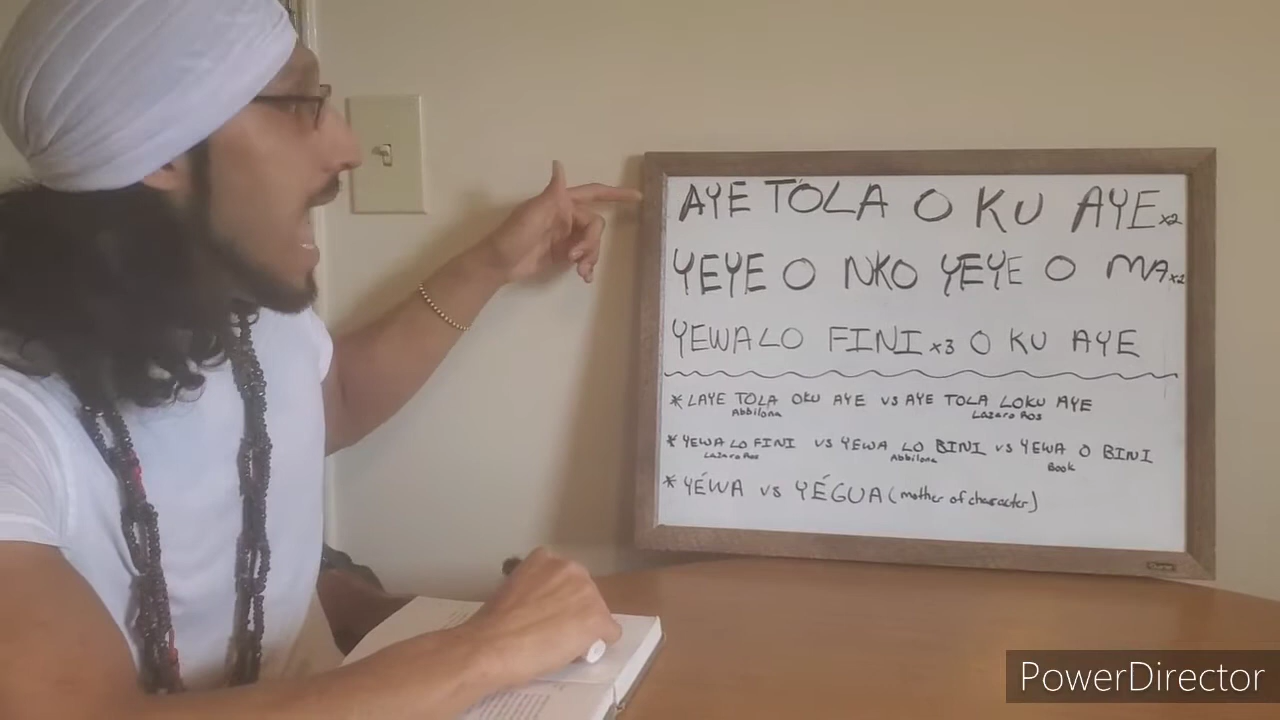 AYE TOLA O KU AYE x2
YEYE O NKO YEYE O MA x2
YEWALO FINI x3 O KU AYE
* LAYE TOLA OKU AYE VS AYE TOLA LOKU AYE
Abbilona Lazaro Ros
* YEWA LO FINI VS YEWA LO BINI VS YEWA O BINI
Lazaro Ros Abbilona Book
* YÉWA VS YÉGUA (mother of character)
PowerDirector